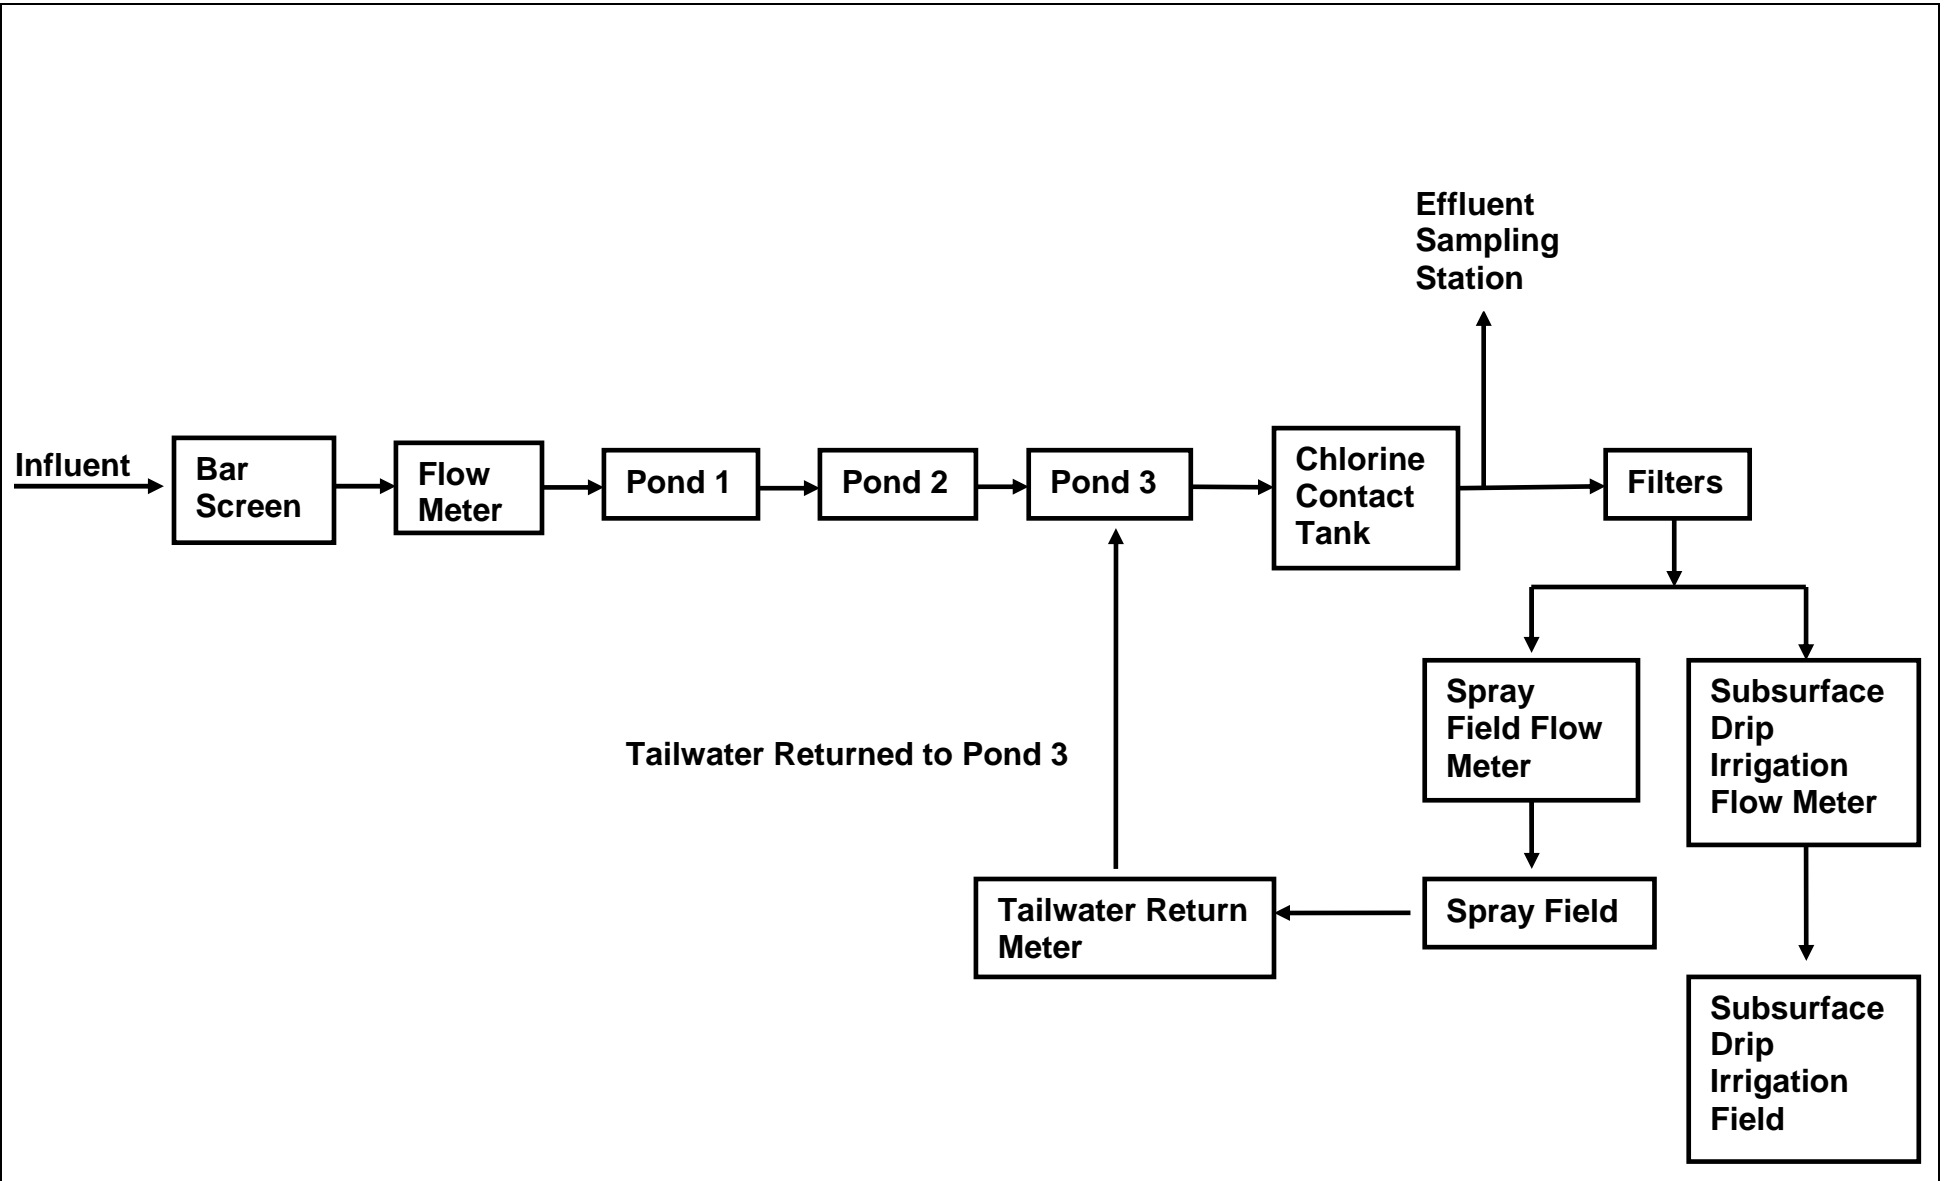 Effluent
Sampling
Station
Influent
Bar
Screen
Flow
Meter
Pond 1
Pond 2
Pond 3
Chlorine
Contact
Tank
Filters
Spray
Field Flow
Meter
Subsurface
Drip
Irrigation
Flow Meter
Tailwater Returned to Pond 3
Tailwater Return
Meter
Spray Field
Subsurface
Drip
Irrigation
Field